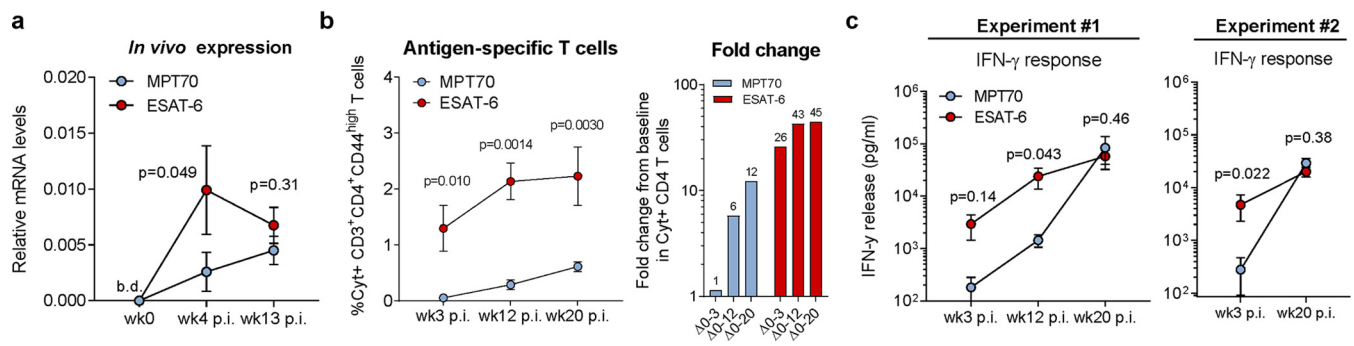 a
In vivo expression
MPT70
ESAT-6
Relative mRNA levels
0.020
0.015
0.010
0.005
0.000
p=0.049
p=0.31
b.d.
wk0
wk4 p.i.
wk13 p.i.
b
Antigen-specific T cells
MPT70
ESAT-6
%Cyt+ CD3⁺CD4⁺CD44ʰⁱᵍʰ T cells
4
3
2
1
0
p=0.010
p=0.0014
p=0.0030
wk3 p.i.
wk12 p.i.
wk20 p.i.
Fold change
MPT70
ESAT-6
Fold change from baseline
in Cyt+ CD4 T cells
100
10
1
1
6
12
26
43
45
Δ0-3
Δ0-12
Δ0-20
Δ0-3
Δ0-12
Δ0-20
c
Experiment #1
IFN-γ response
MPT70
ESAT-6
IFN-γ release (pg/ml)
10⁶
10⁵
10⁴
10³
10²
p=0.14
p=0.043
p=0.46
wk3 p.i.
wk12 p.i.
wk20 p.i.
Experiment #2
IFN-γ response
10⁶
10⁵
10⁴
10³
10²
p=0.022
p=0.38
wk3 p.i.
wk20 p.i.